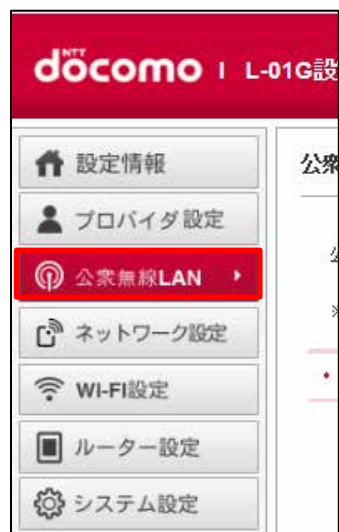 NTT
docomo | L-01G設
設定情報
公衆
プロバイダ設定
公衆無線LAN
※
ネットワーク設定
WI-FI設定
ルーター設定
システム設定